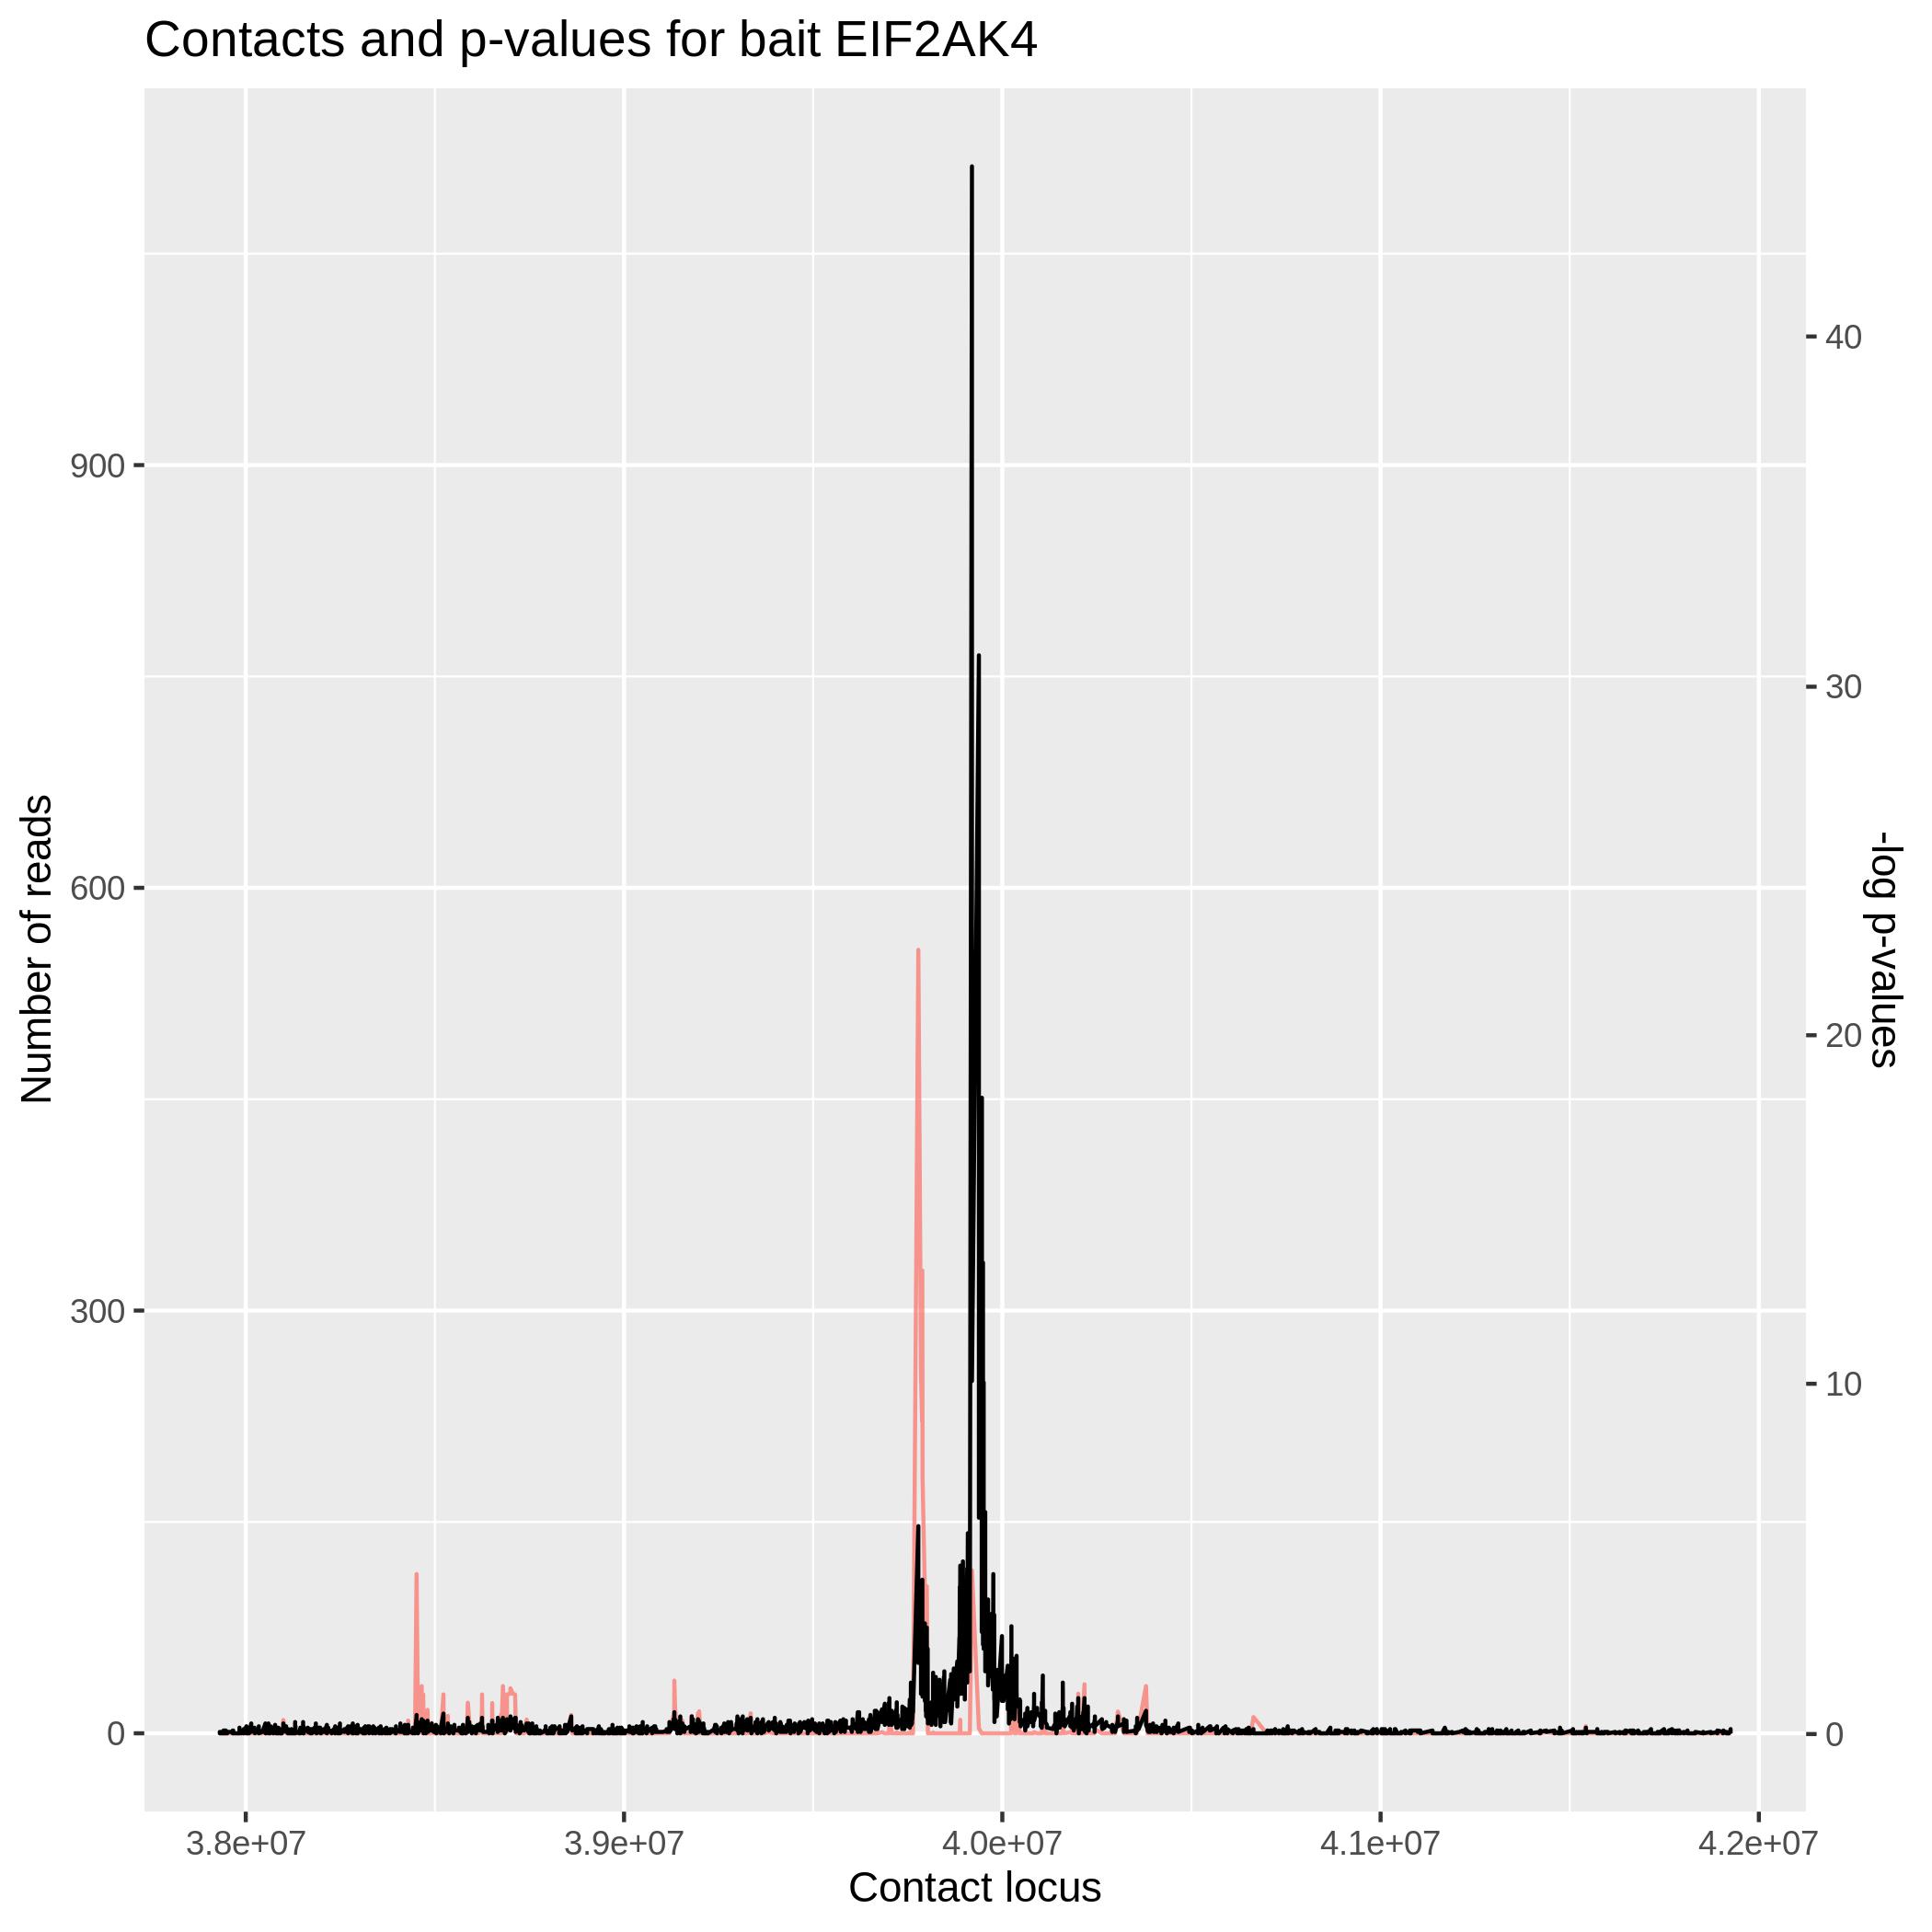 Contacts and p-values for bait EIF2AK4
Number of reads
900
600
300
0
40
30
20
10
0
-log p-values
3.8e+07
3.9e+07
4.0e+07
4.1e+07
4.2e+07
Contact locus